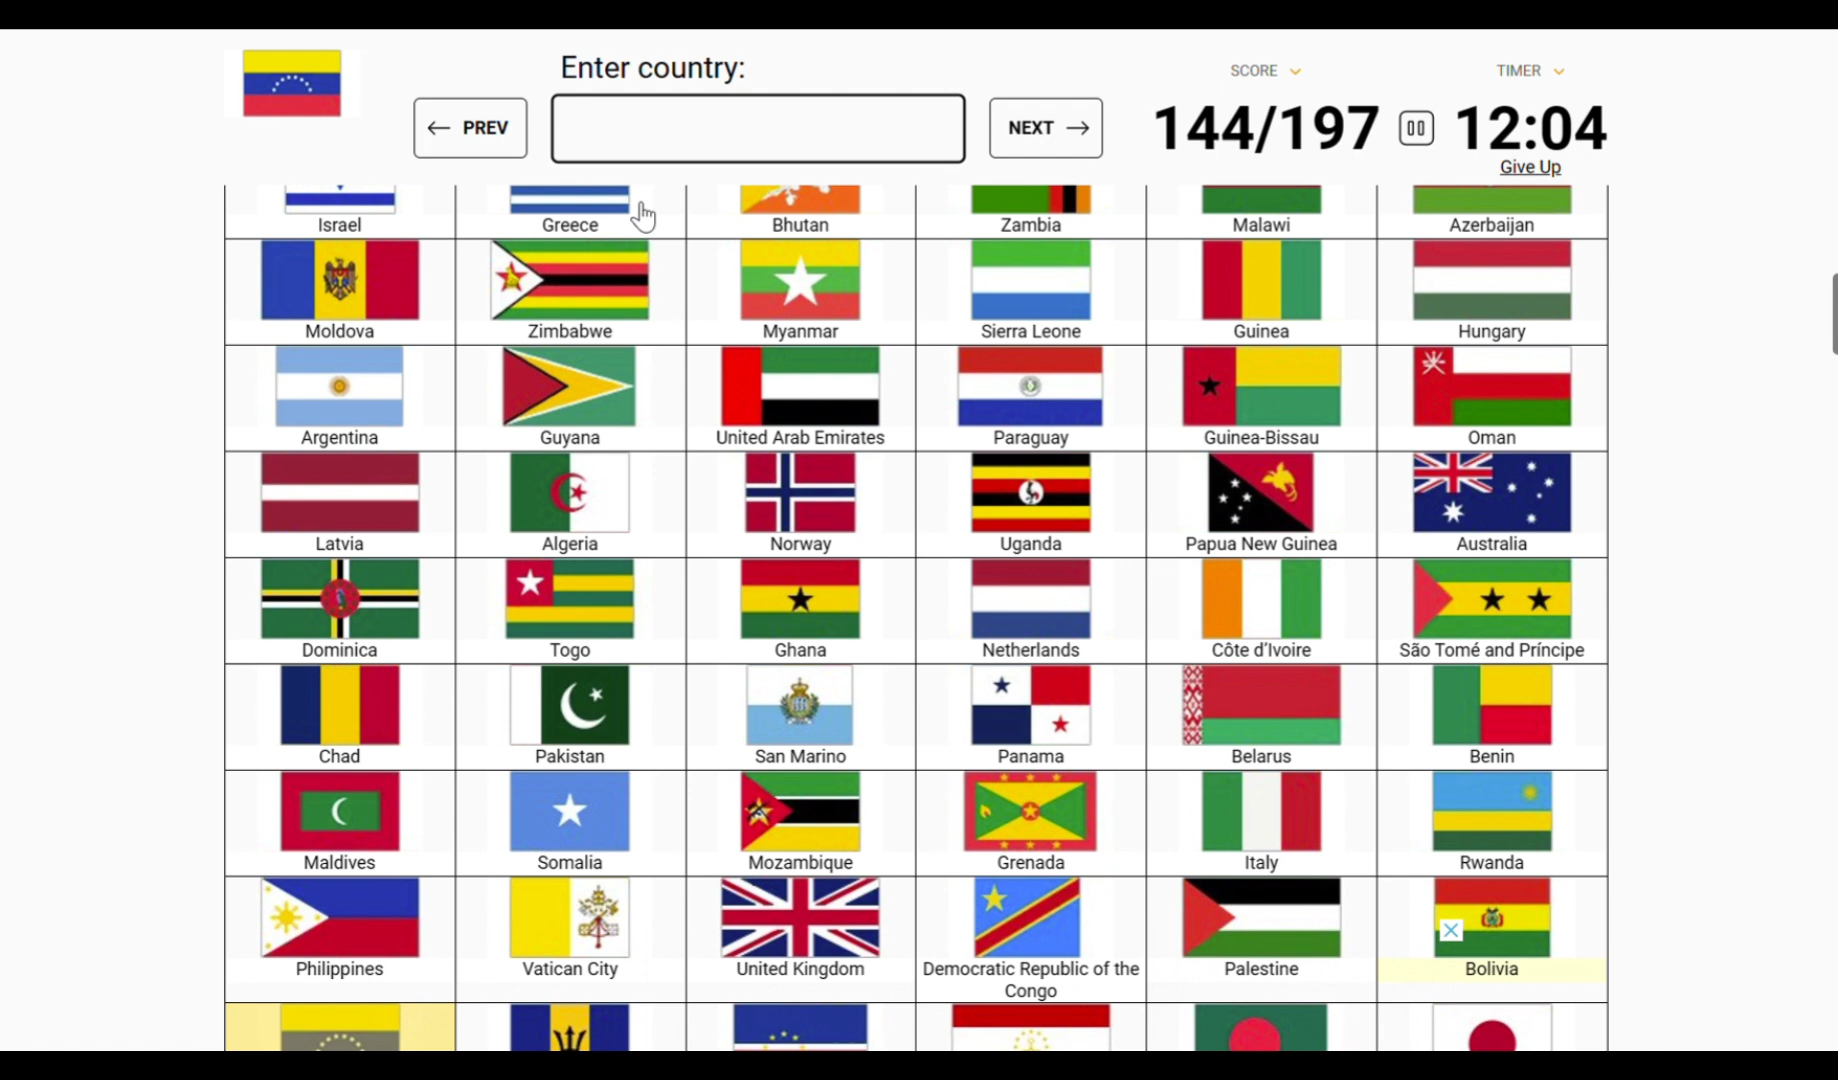 Enter country:
SCORE
TIMER
← PREV
NEXT →
144/197
12:04
Give Up
Israel
Greece
Bhutan
Zambia
Malawi
Azerbaijan
Moldova
Zimbabwe
Myanmar
Sierra Leone
Guinea
Hungary
Argentina
Guyana
United Arab Emirates
Paraguay
Guinea-Bissau
Oman
Latvia
Algeria
Norway
Uganda
Papua New Guinea
Australia
Dominica
Togo
Ghana
Netherlands
Côte d’Ivoire
São Tomé and Príncipe
Chad
Pakistan
San Marino
Panama
Belarus
Benin
Maldives
Somalia
Mozambique
Grenada
Italy
Rwanda
Philippines
Vatican City
United Kingdom
Democratic Republic of the
Congo
Palestine
Bolivia